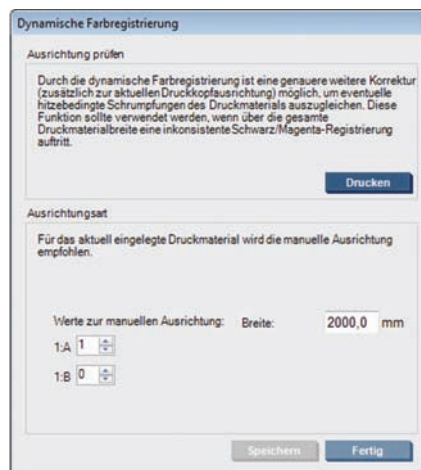 Dynamische Farbregistrierung
Ausrichtung prüfen
Durch die dynamische Farbregistrierung ist eine genauere weitere Korrektur
(zusätzlich zur aktuellen Druckkopfausrichtung) möglich, um eventuelle
hitzebedingte Schrumpfungen des Druckmaterials auszugleichen. Diese
Funktion sollte verwendet werden, wenn über die gesamte
Druckmaterialbreite eine inkonsistente Schwarz/Magenta-Registrierung
auftritt.
Drucken
Ausrichtungsart
Für das aktuell eingelegte Druckmaterial wird die manuelle Ausrichtung
empfohlen.
Werte zur manuellen Ausrichtung: Breite: 2000,0 mm
1:A 1
1:B 0
Speichern Fertig